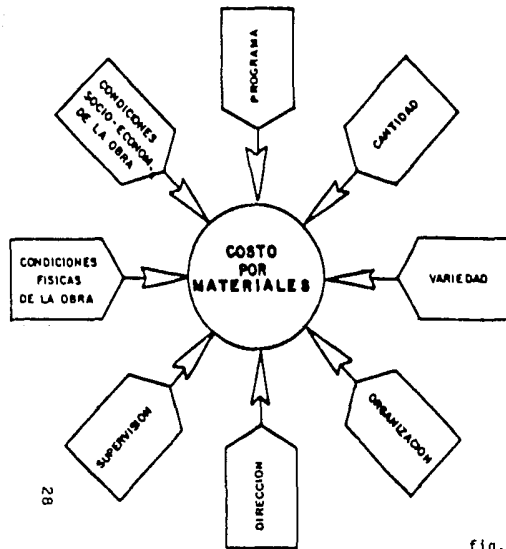 PROGRAMA
CANTIDAD
VARIEDAD
ORGANIZACION
DIRECCION
SUPERVISION
CONDICIONES
FISICAS
DE LA OBRA
CONDICIONES
SOCIO-ECONOM.
DE LA OBRA
COSTO
POR
MATERIALES
28
fig.